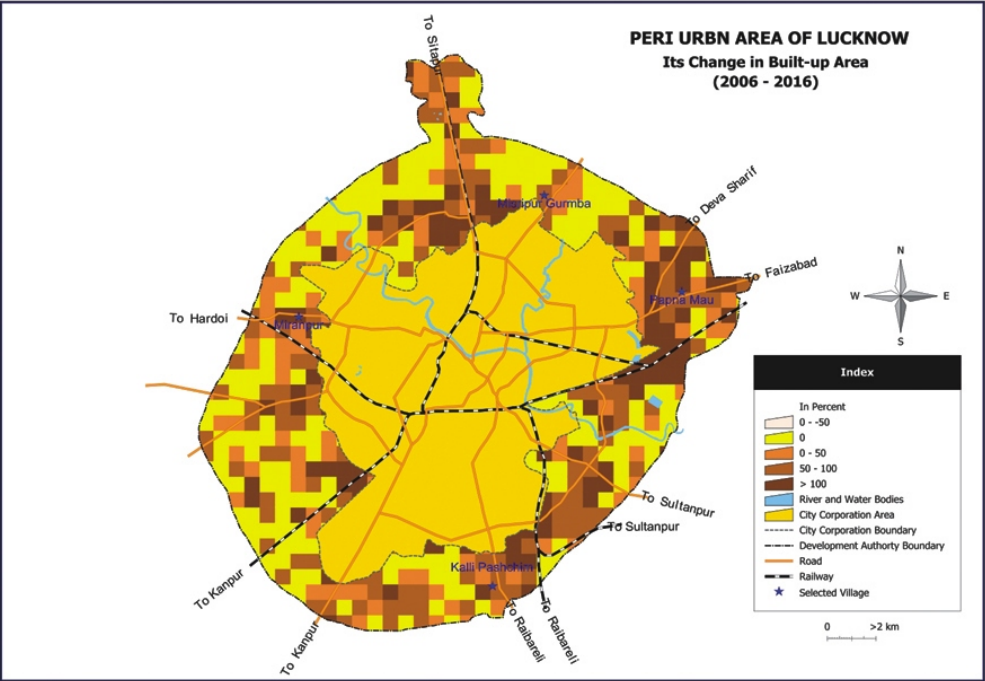 PERI URBN AREA OF LUCKNOW
Its Change in Built-up Area
(2006 - 2016)
To Sitapur
Mirzipur Gurmba
To Deva Sharif
To Faizabad
Papna Mau
To Hardoi
Miranpur
N
W
E
S
Index
In Percent
0 - -50
0
0 - 50
50 - 100
> 100
River and Water Bodies
City Corporation Area
City Corporation Boundary
Development Authorty Boundary
Road
Railway
Selected Village
To Sultanpur
To Sultanpur
Kalli Pashchim
To Kanpur
To Kanpur
To Raibareli
To Raibareli
0 >2 km